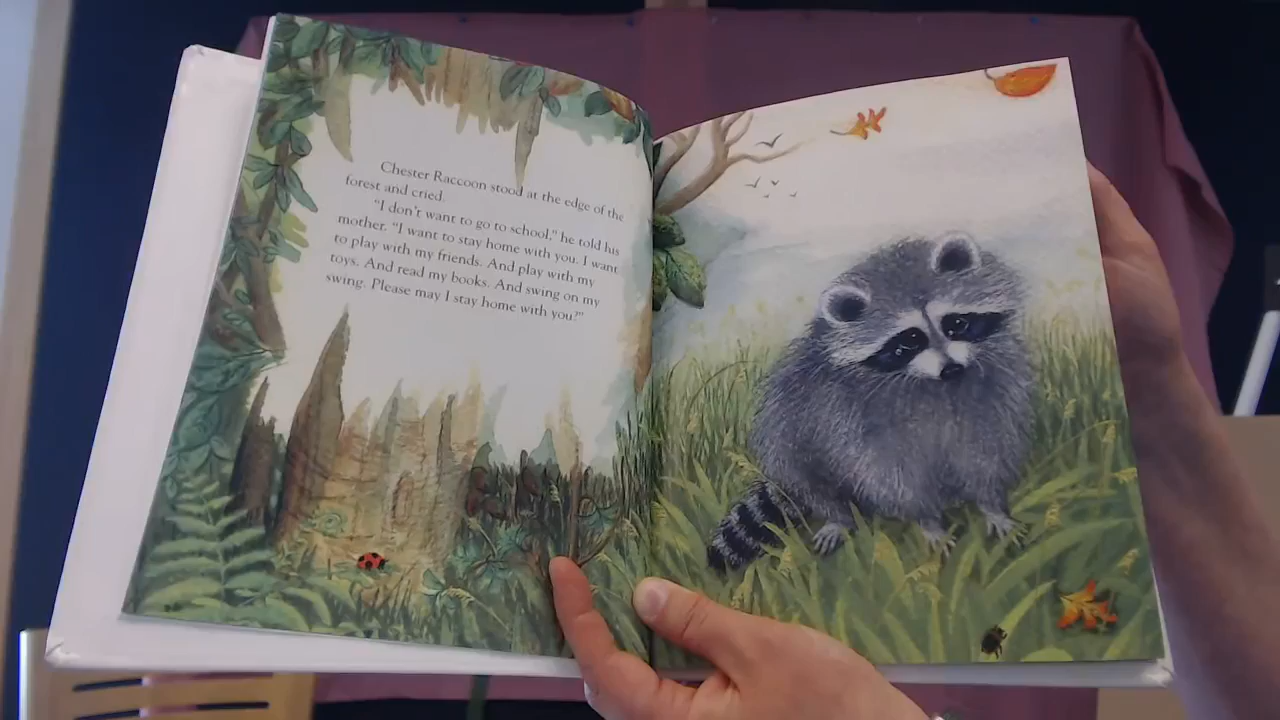 Chester Raccoon stood at the edge of the
forest and cried.
"I don't want to go to school," he told his
mother. "I want to stay home with you. I want
to play with my friends. And play with my
toys. And read my books. And swing on my
swing. Please may I stay home with you?"